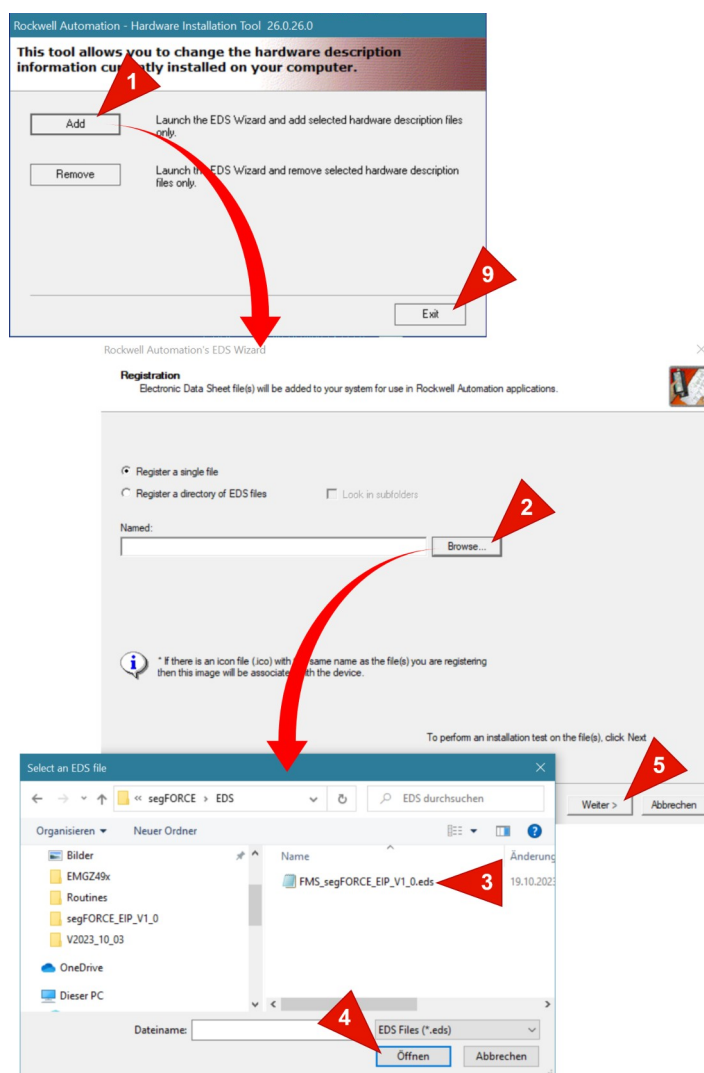 Rockwell Automation - Hardware Installation Tool 26.0.26.0
This tool allows you to change the hardware description
information currently installed on your computer.
1
Add
Launch the EDS Wizard and add selected hardware description files
only.
Remove
Launch the EDS Wizard and remove selected hardware description
files only.
9
Exit
Rockwell Automation's EDS Wizard
Registration
Electronic Data Sheet file(s) will be added to your system for use in Rockwell Automation applications.
Register a single file
Register a directory of EDS files
Look in subfolders
2
Named:
Browse...
* If there is an icon file (.ico) with the same name as the file(s) you are registering
then this image will be associated with the device.
To perform an installation test on the file(s), click Next
5
Weiter >
Abbrechen
Select an EDS file
« segFORCE > EDS
EDS durchsuchen
Organisieren
Neuer Ordner
Bilder
EMGZ49x
Routines
segFORCE_EIP_V1_0
V2023_10_03
OneDrive
Dieser PC
Name
Änderung
FMS_segFORCE_EIP_V1_0.eds
3
19.10.2023
4
Dateiname:
EDS Files (*.eds)
Öffnen
Abbrechen